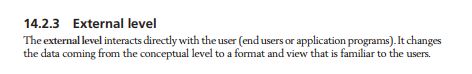 14.2.3 External level
The external level interacts directly with the user (end users or application programs). It changes
the data coming from the conceptual level to a format and view that is familiar to the users.